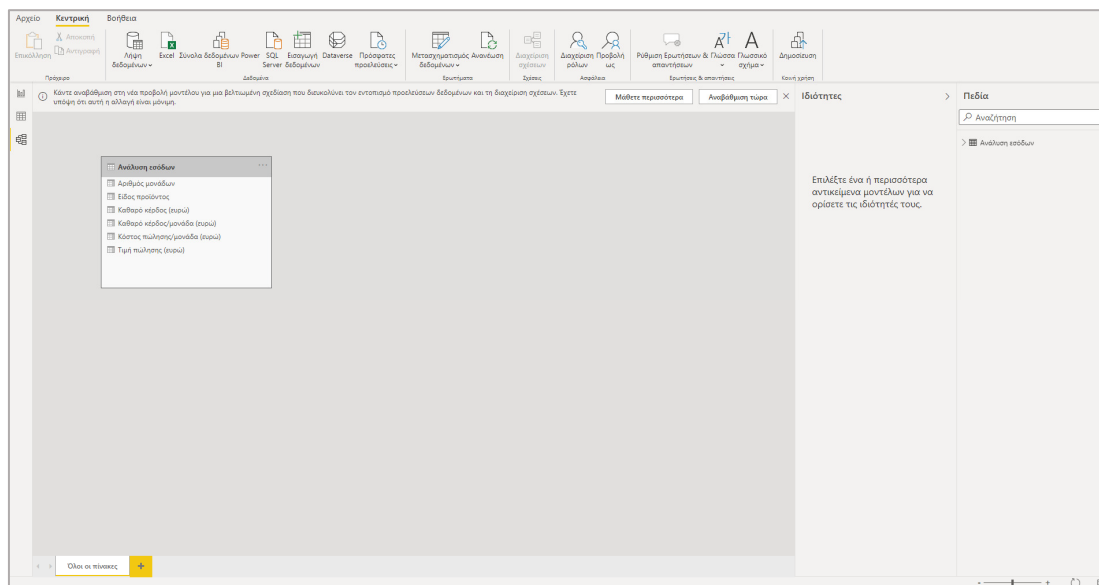 Αρχείο Κεντρική Βοήθεια
Επικόλληση
Αποκοπή
Αντιγραφή
Πρόχειρο
Λήψη δεδομένων
Excel
Σύνολα δεδομένων Power BI
SQL Server
Εισαγωγή δεδομένων
Dataverse
Πρόσφατες προελεύσεις
Δεδομένα
Μετασχηματισμός δεδομένων
Ανανέωση
Ερωτήματα
Διαχείριση σχέσεων
Σχέσεις
Διαχείριση ρόλων
Προβολή ως
Ασφάλεια
Ρύθμιση Ερωτήσεων & απαντήσεων
Γλώσσα
Γλωσσικό σχήμα
Ερωτήσεις & απαντήσεις
Δημοσίευση
Κοινή χρήση
Κάντε αναβάθμιση στη νέα προβολή μοντέλου για μια βελτιωμένη σχεδίαση που διευκολύνει τον εντοπισμό προελεύσεων δεδομένων και τη διαχείριση σχέσεων. Έχετε
υπόψη ότι αυτή η αλλαγή είναι μόνιμη.
Μάθετε περισσότερα
Αναβάθμιση τώρα
Ανάλυση εσόδων
Αριθμός μονάδων
Είδος προϊόντος
Καθαρό κέρδος (ευρώ)
Καθαρό κέρδος/μονάδα (ευρώ)
Κόστος πώλησης/μονάδα (ευρώ)
Τιμή πώλησης (ευρώ)
Ιδιότητες
Επιλέξτε ένα ή περισσότερα
αντικείμενα μοντέλων για να
ορίσετε τις ιδιότητές τους.
Πεδία
Αναζήτηση
Ανάλυση εσόδων
Όλοι οι πίνακες